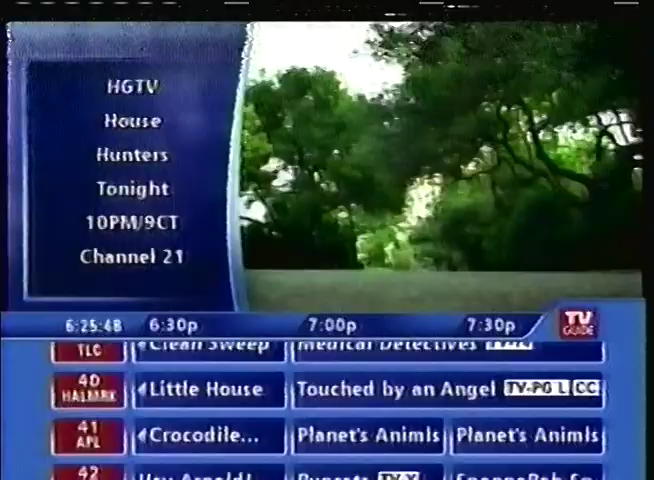 HGTV
House
Hunters
Tonight
10PM/9CT
Channel 21
6:25:48 6:30p 7:00p 7:30p TV GUIDE
TLC Clean Sweep Medical Detectives
40 HALMRK Little House Touched by an Angel TV-PG L CC
41 APL Crocodile... Planet's Animls Planet's Animls
42 Hey Arnold! Rugrats TV-Y SpongeBob Sq